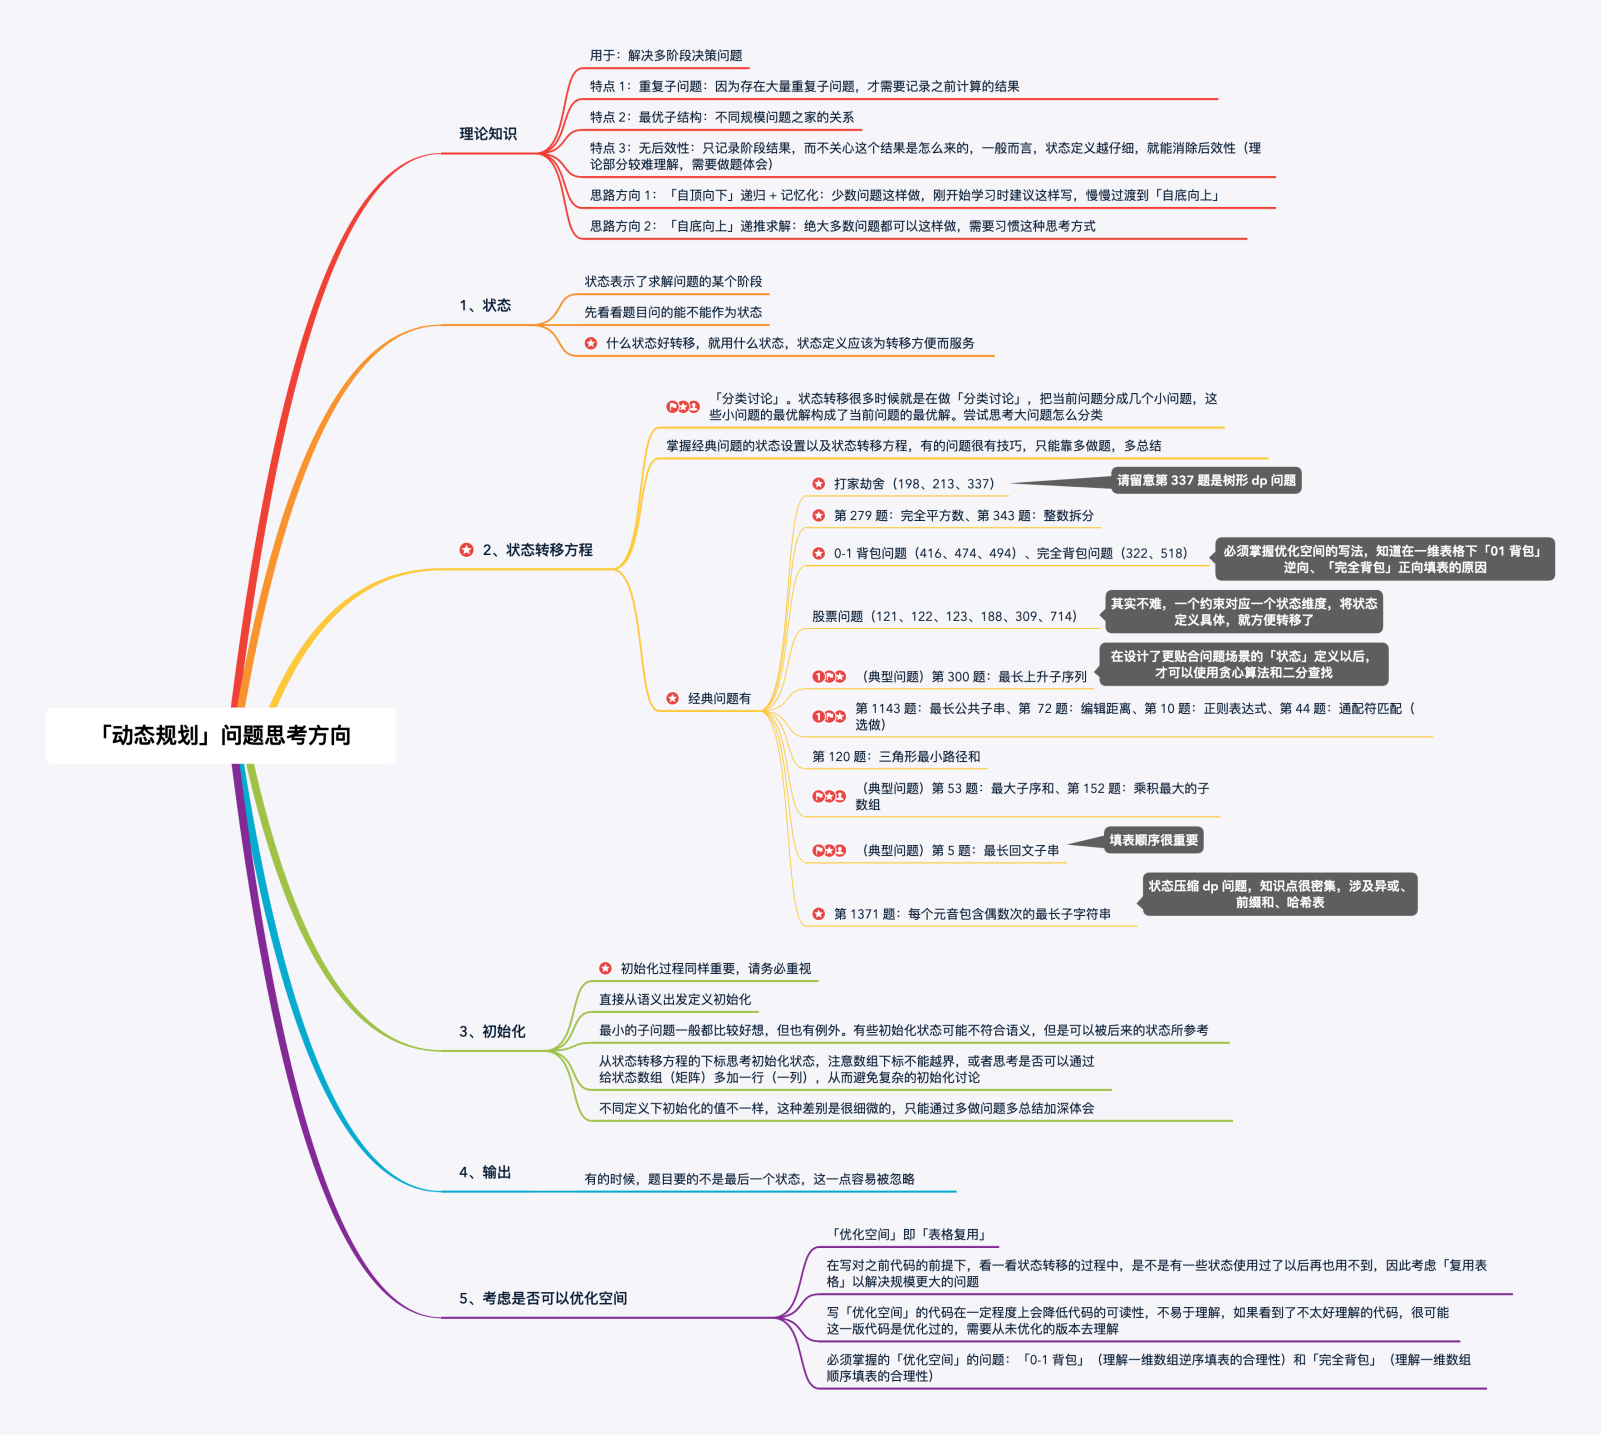 「动态规划」问题思考方向
理论知识
用于：解决多阶段决策问题
特点 1：重复子问题：因为存在大量重复子问题，才需要记录之前计算的结果
特点 2：最优子结构：不同规模问题之家的关系
特点 3：无后效性：只记录阶段结果，而不关心这个结果是怎么来的，一般而言，状态定义越仔细，就能消除后效性（理
论部分较难理解，需要做题体会）
思路方向 1：「自顶向下」递归 + 记忆化：少数问题这样做，刚开始学习时建议这样写，慢慢过渡到「自底向上」
思路方向 2：「自底向上」递推求解：绝大多数问题都可以这样做，需要习惯这种思考方式
1、状态
状态表示了求解问题的某个阶段
先看看题目问的能不能作为状态
什么状态好转移，就用什么状态，状态定义应该为转移方便而服务
2、状态转移方程
「分类讨论」。状态转移很多时候就是在做「分类讨论」，把当前问题分成几个小问题，这
些小问题的最优解构成了当前问题的最优解。尝试思考大问题怎么分类
掌握经典问题的状态设置以及状态转移方程，有的问题很有技巧，只能靠多做题，多总结
经典问题有
打家劫舍（198、213、337）
请留意第 337 题是树形 dp 问题
第 279 题：完全平方数、第 343 题：整数拆分
0-1 背包问题（416、474、494）、完全背包问题（322、518）
必须掌握优化空间的写法，知道在一维表格下「01 背包」
逆向、「完全背包」正向填表的原因
股票问题（121、122、123、188、309、714）
其实不难，一个约束对应一个状态维度，将状态
定义具体，就方便转移了
1
（典型问题）第 300 题：最长上升子序列
在设计了更贴合问题场景的「状态」定义以后，
才可以使用贪心算法和二分查找
1
第 1143 题：最长公共子串、第 72 题：编辑距离、第 10 题：正则表达式、第 44 题：通配符匹配（
选做）
第 120 题：三角形最小路径和
（典型问题）第 53 题：最大子序和、第 152 题：乘积最大的子
数组
（典型问题）第 5 题：最长回文子串
填表顺序很重要
第 1371 题：每个元音包含偶数次的最长子字符串
状态压缩 dp 问题，知识点很密集，涉及异或、
前缀和、哈希表
3、初始化
初始化过程同样重要，请务必重视
直接从语义出发定义初始化
最小的子问题一般都比较好想，但也有例外。有些初始化状态可能不符合语义，但是可以被后来的状态所参考
从状态转移方程的下标思考初始化状态，注意数组下标不能越界，或者思考是否可以通过
给状态数组（矩阵）多加一行（一列），从而避免复杂的初始化讨论
不同定义下初始化的值不一样，这种差别是很细微的，只能通过多做问题多总结加深体会
4、输出
有的时候，题目要的不是最后一个状态，这一点容易被忽略
5、考虑是否可以优化空间
「优化空间」即「表格复用」
在写对之前代码的前提下，看一看状态转移的过程中，是不是有一些状态使用过了以后再也用不到，因此考虑「复用表
格」以解决规模更大的问题
写「优化空间」的代码在一定程度上会降低代码的可读性，不易于理解，如果看到了不太好理解的代码，很可能
这一版代码是优化过的，需要从未优化的版本去理解
必须掌握的「优化空间」的问题：「0-1 背包」（理解一维数组逆序填表的合理性）和「完全背包」（理解一维数组
顺序填表的合理性）